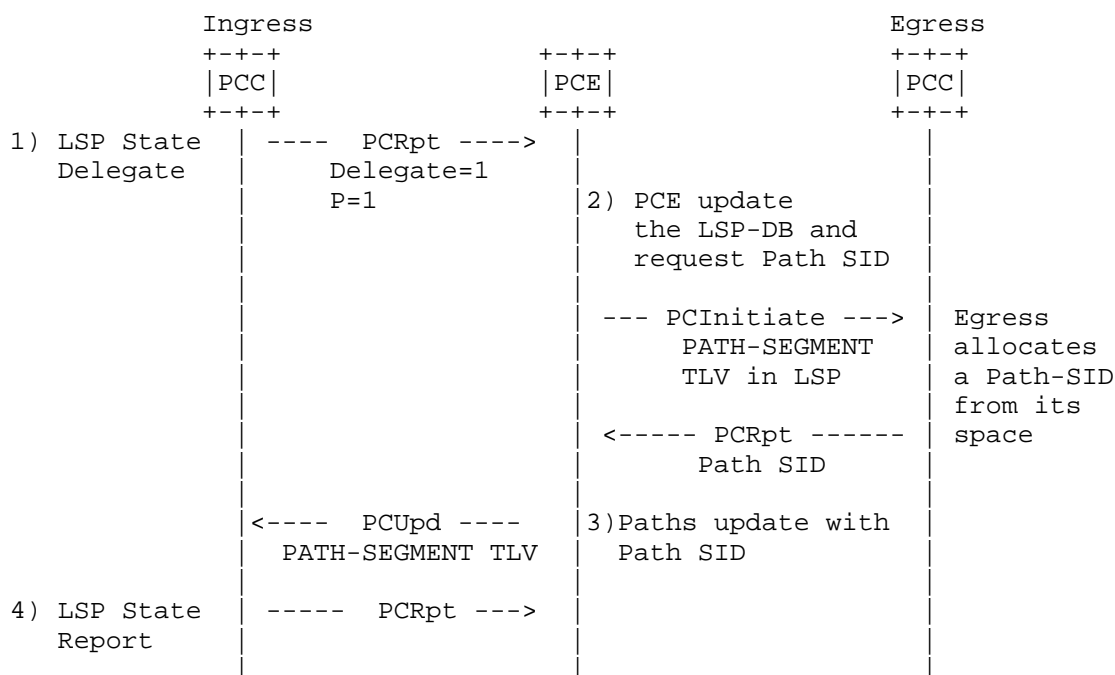 Ingress                                    Egress
               +-+-+                 +-+-+                +-+-+
               |PCC|                 |PCE|                |PCC|
               +-+-+                 +-+-+                +-+-+
1) LSP State     | ----  PCRpt ---->   |                    |
   Delegate      |     Delegate=1      |                    |
                 |     P=1             |2) PCE update       |
                 |                     |   the LSP-DB and   |
                 |                     |   request Path SID |
                 |                     |                    |
                 |                     | --- PCInitiate --->  | Egress
                 |                     |     PATH-SEGMENT   | allocates
                 |                     |     TLV in LSP     | a Path-SID
                 |                     |                    | from its
                 |                     | <----- PCRpt ------  | space
                 |                     |      Path SID      |
                 |                     |                    |
                 |<----  PCUpd ----    |3)Paths update with |
                 |  PATH-SEGMENT TLV   |  Path SID          |
                 |                     |                    |
4) LSP State     | -----  PCRpt --->   |                    |
   Report        |                     |                    |
                 |                     |                    |